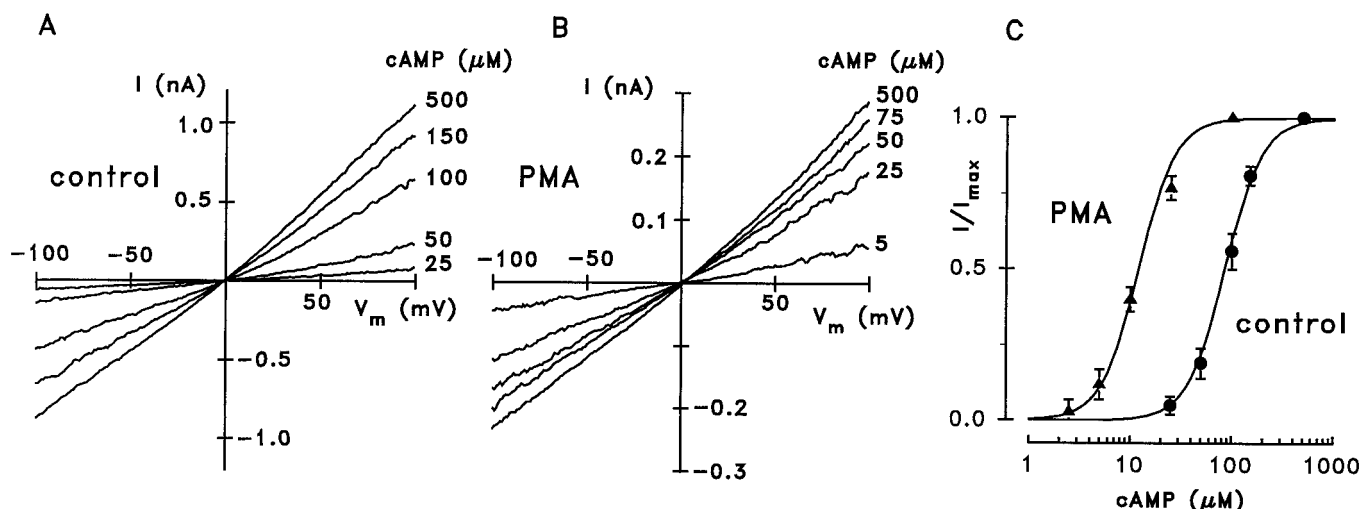 A
I (nA)
cAMP (μM)
500
150
100
50
25
1.0
0.5
-0.5
-1.0
-100
-50
50
V_m (mV)
control
B
I (nA)
cAMP (μM)
500
75
50
25
5
0.2
0.1
-0.2
-0.3
-100
-50
50
V_m (mV)
PMA
C
I/I_max
1.0
0.5
0.0
PMA
control
1
10
100
1000
cAMP (μM)